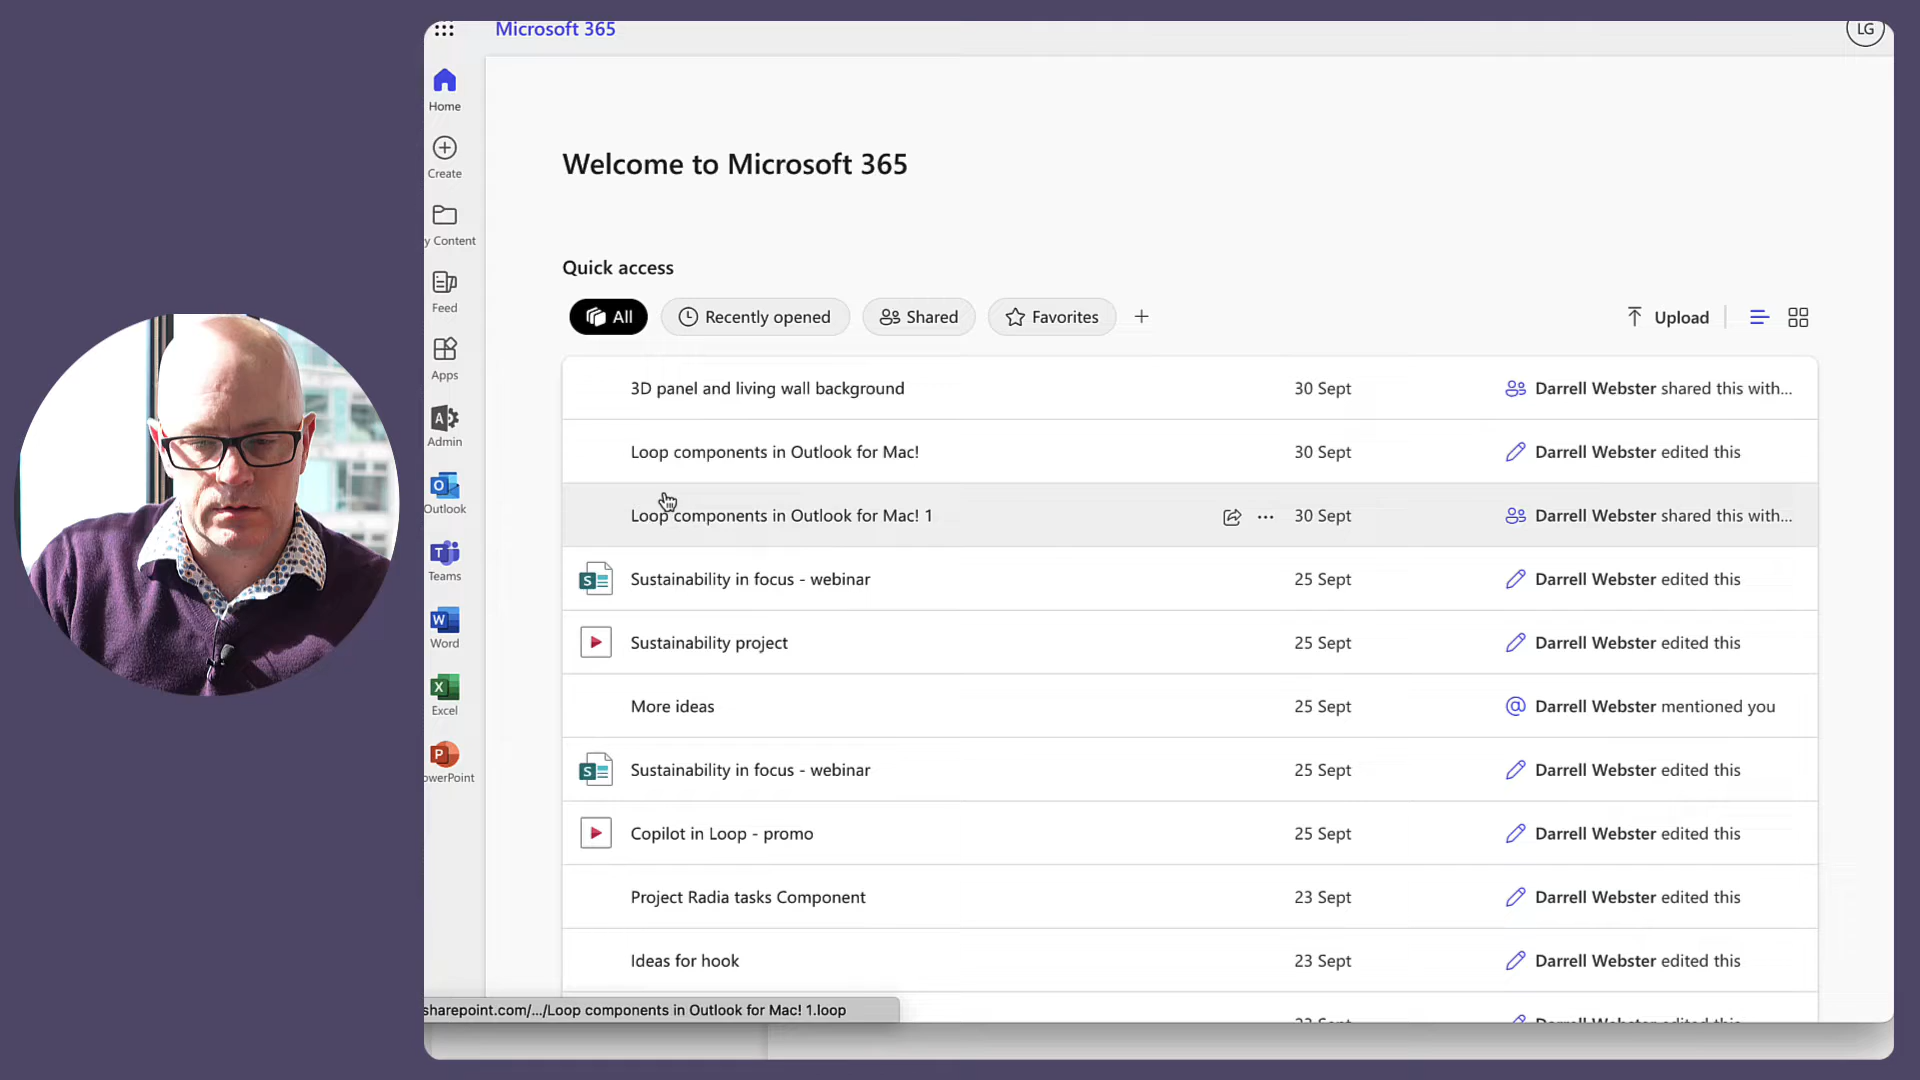 Microsoft 365
LG
Home
Create
y Content
Feed
Apps
Admin
Outlook
Teams
Word
Excel
owerPoint
Welcome to Microsoft 365
Quick access
All
Recently opened
Shared
Favorites
Upload
3D panel and living wall background 30 Sept Darrell Webster shared this with...
Loop components in Outlook for Mac! 30 Sept Darrell Webster edited this
Loop components in Outlook for Mac! 1 30 Sept Darrell Webster shared this with...
Sustainability in focus - webinar 25 Sept Darrell Webster edited this
Sustainability project 25 Sept Darrell Webster edited this
More ideas 25 Sept Darrell Webster mentioned you
Sustainability in focus - webinar 25 Sept Darrell Webster edited this
Copilot in Loop - promo 25 Sept Darrell Webster edited this
Project Radia tasks Component 23 Sept Darrell Webster edited this
Ideas for hook 23 Sept Darrell Webster edited this
sharepoint.com/.../Loop components in Outlook for Mac! 1.loop